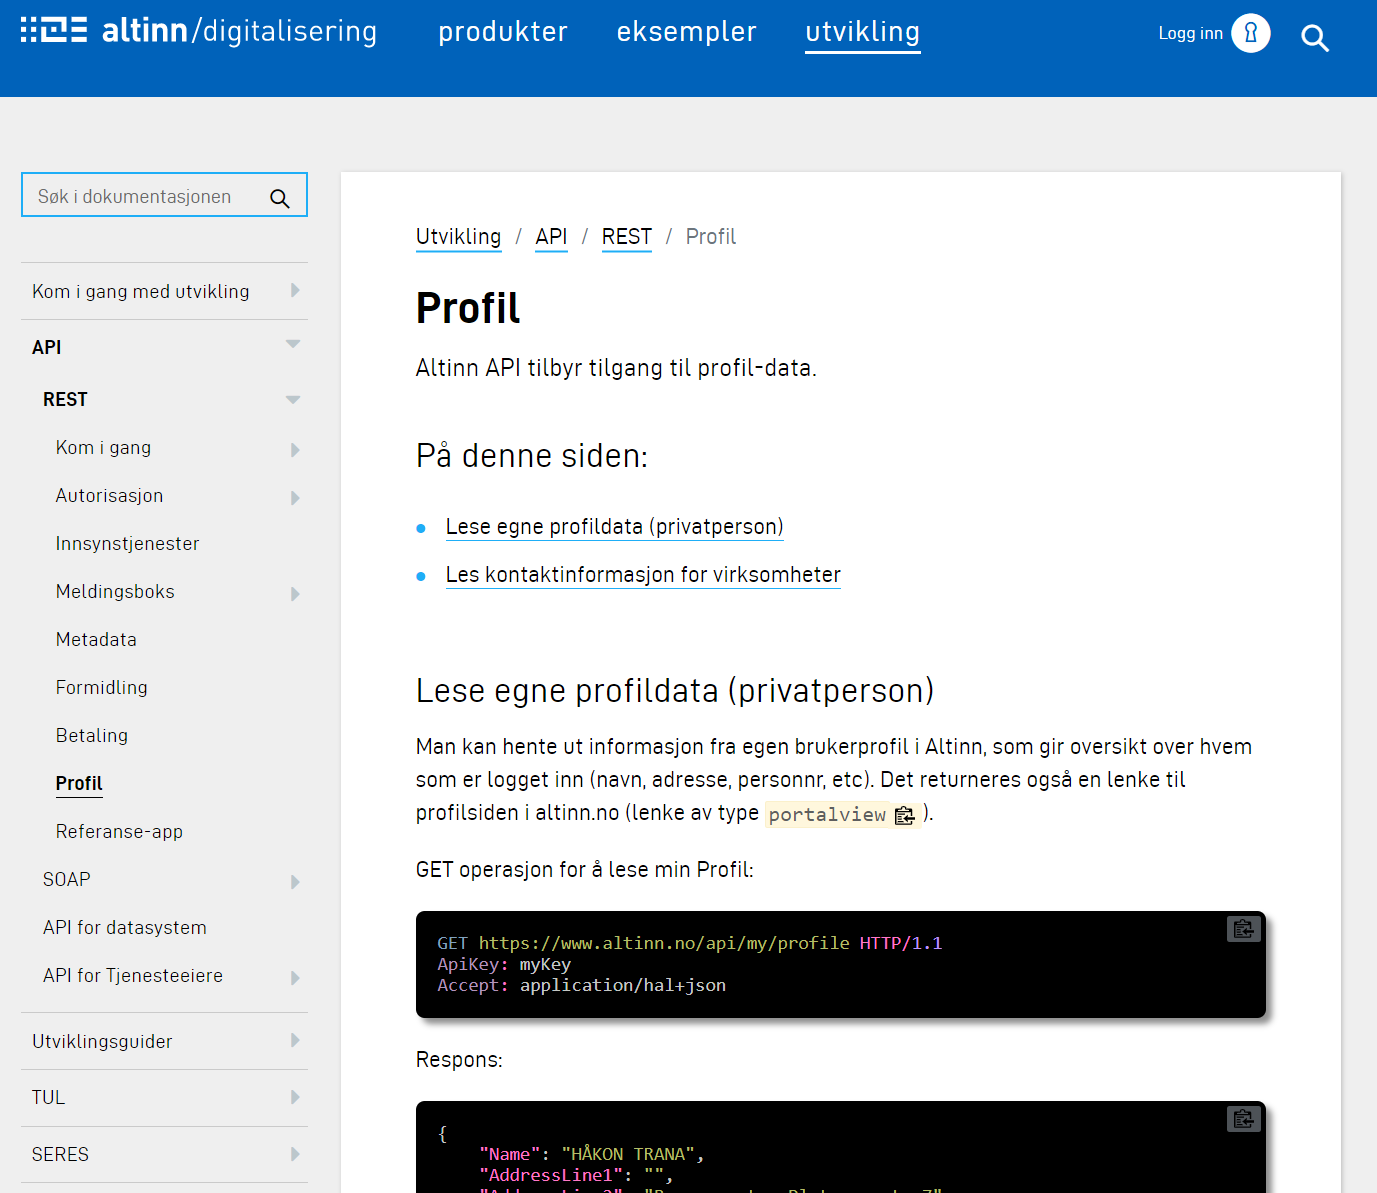 altinn/digitalisering
produkter
eksempler
utvikling
Logg inn
Søk i dokumentasjonen
Kom i gang med utvikling
API
REST
Kom i gang
Autorisasjon
Innsynstjenester
Meldingsboks
Metadata
Formidling
Betaling
Profil
Referanse-app
SOAP
API for datasystem
API for Tjenesteeiere
Utviklingsguider
TUL
SERES
Utvikling / API / REST / Profil
Profil
Altinn API tilbyr tilgang til profil-data.
På denne siden:
Lese egne profildata (privatperson)
Les kontaktinformasjon for virksomheter
Lese egne profildata (privatperson)
Man kan hente ut informasjon fra egen brukerprofil i Altinn, som gir oversikt over hvem
som er logget inn (navn, adresse, personnr, etc). Det returneres også en lenke til
profilsiden i altinn.no (lenke av type portalview ).
GET operasjon for å lese min Profil:
GET https://www.altinn.no/api/my/profile HTTP/1.1
ApiKey: myKey
Accept: application/hal+json
Respons:
{
"Name": "HÅKON TRANA",
"AddressLine1": "",